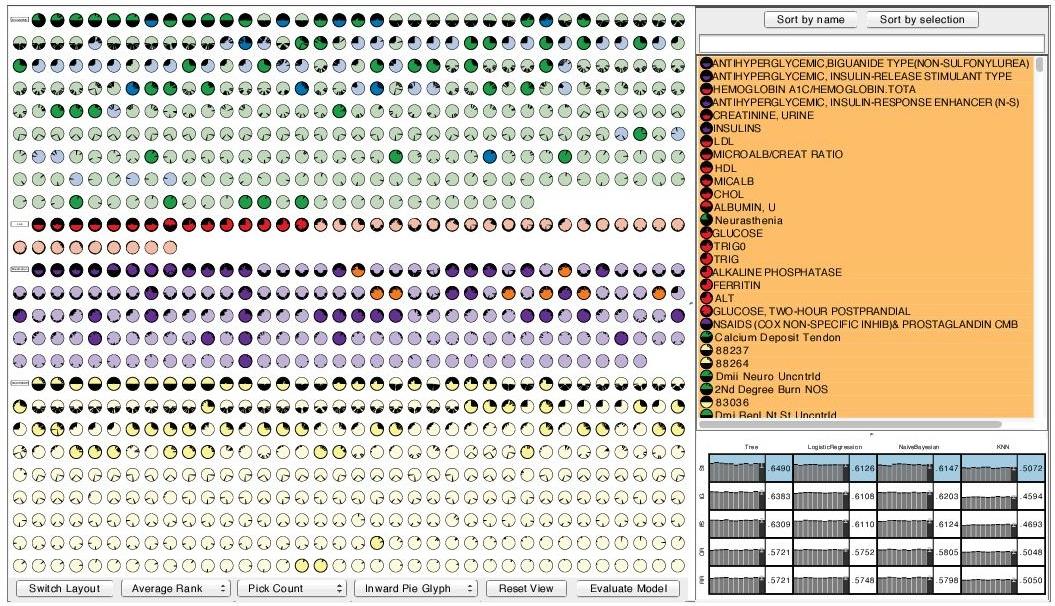 Sort by name
Sort by selection
ANTIHYPERGLYCEMIC,BIGUANIDE TYPE(NON-SULFONYLUREA)
ANTIHYPERGLYCEMIC, INSULIN-RELEASE STIMULANT TYPE
HEMOGLOBIN A1C/HEMOGLOBIN.TOTA
ANTIHYPERGLYCEMIC, INSULIN-RESPONSE ENHANCER (N-S)
CREATININE, URINE
INSULINS
LDL
MICROALB/CREAT RATIO
HDL
MICALB
CHOL
ALBUMIN, U
Neurasthenia
GLUCOSE
TRIG0
TRIG
ALKALINE PHOSPHATASE
FERRITIN
ALT
GLUCOSE, TWO-HOUR POSTPRANDIAL
NSAIDS (COX NON-SPECIFIC INHIB)& PROSTAGLANDIN CMB
Calcium Deposit Tendon
88237
88264
Dmii Neuro Uncntrld
2Nd Degree Burn NOS
83036
Dmi Renl Nt St Uncntrld
Tree LogisticRegression NaiveBayesian KNN
.6490 .6126 .6147 .5072
.6383 .6108 .6203 .4594
.6309 .6110 .6124 .4693
.5721 .5752 .5805 .5048
.5721 .5748 .5798 .5050
Switch Layout
Average Rank
Pick Count
Inward Pie Glyph
Reset View
Evaluate Model